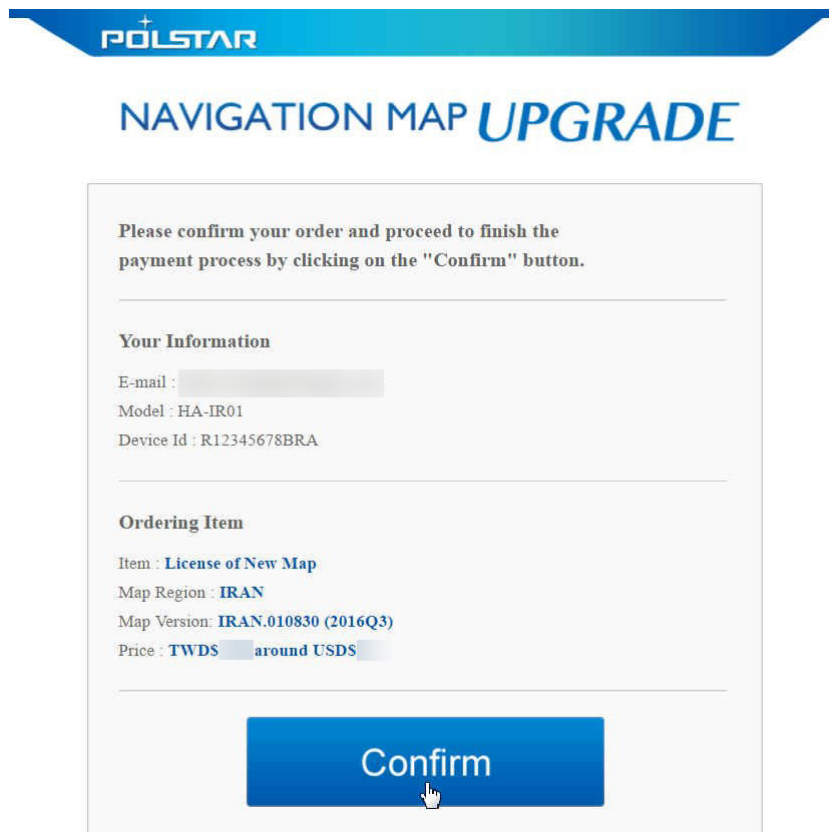 POLSTAR
NAVIGATION MAP UPGRADE
Please confirm your order and proceed to finish the
payment process by clicking on the "Confirm" button.
Your Information
E-mail :
Model : HA-IR01
Device Id : R12345678BRA
Ordering Item
Item : License of New Map
Map Region : IRAN
Map Version: IRAN.010830 (2016Q3)
Price : TWD$ around USD$
Confirm